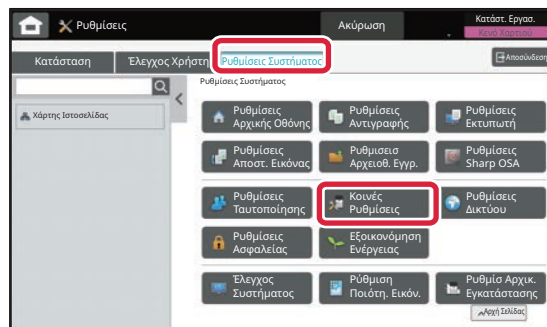 Ρυθμίσεις
Ακύρωση
Κατάστ. Εργασ.
Κενό Χαρτιού
Κατάσταση
Έλεγχος Χρήστη
Ρυθμίσεις Συστήματος
Αποσύνδεση
Ρυθμίσεις Συστήματος
Χάρτης Ιστοσελίδας
Ρυθμίσεις
Αρχικής Οθόνης
Ρυθμίσεις
Αντιγραφής
Ρυθμίσεις
Εκτυπωτή
Ρυθμίσεις
Αποστ. Εικόνας
Ρυθμισεισ
Αρχειοθ. Εγγρ.
Ρυθμίσεις
Sharp OSA
Ρυθμίσεις
Ταυτοποίησης
Κοινές
Ρυθμίσεις
Ρυθμίσεις
Δικτύου
Ρυθμίσεις
Ασφαλείας
Εξοικονόμηση
Ενέργειας
Έλεγχος
Συστήματος
Ρύθμιση
Ποιότη. Εικόν.
Ρυθμίσ Αρχικ.
Εγκατάστασης
Αρχή Σελίδας